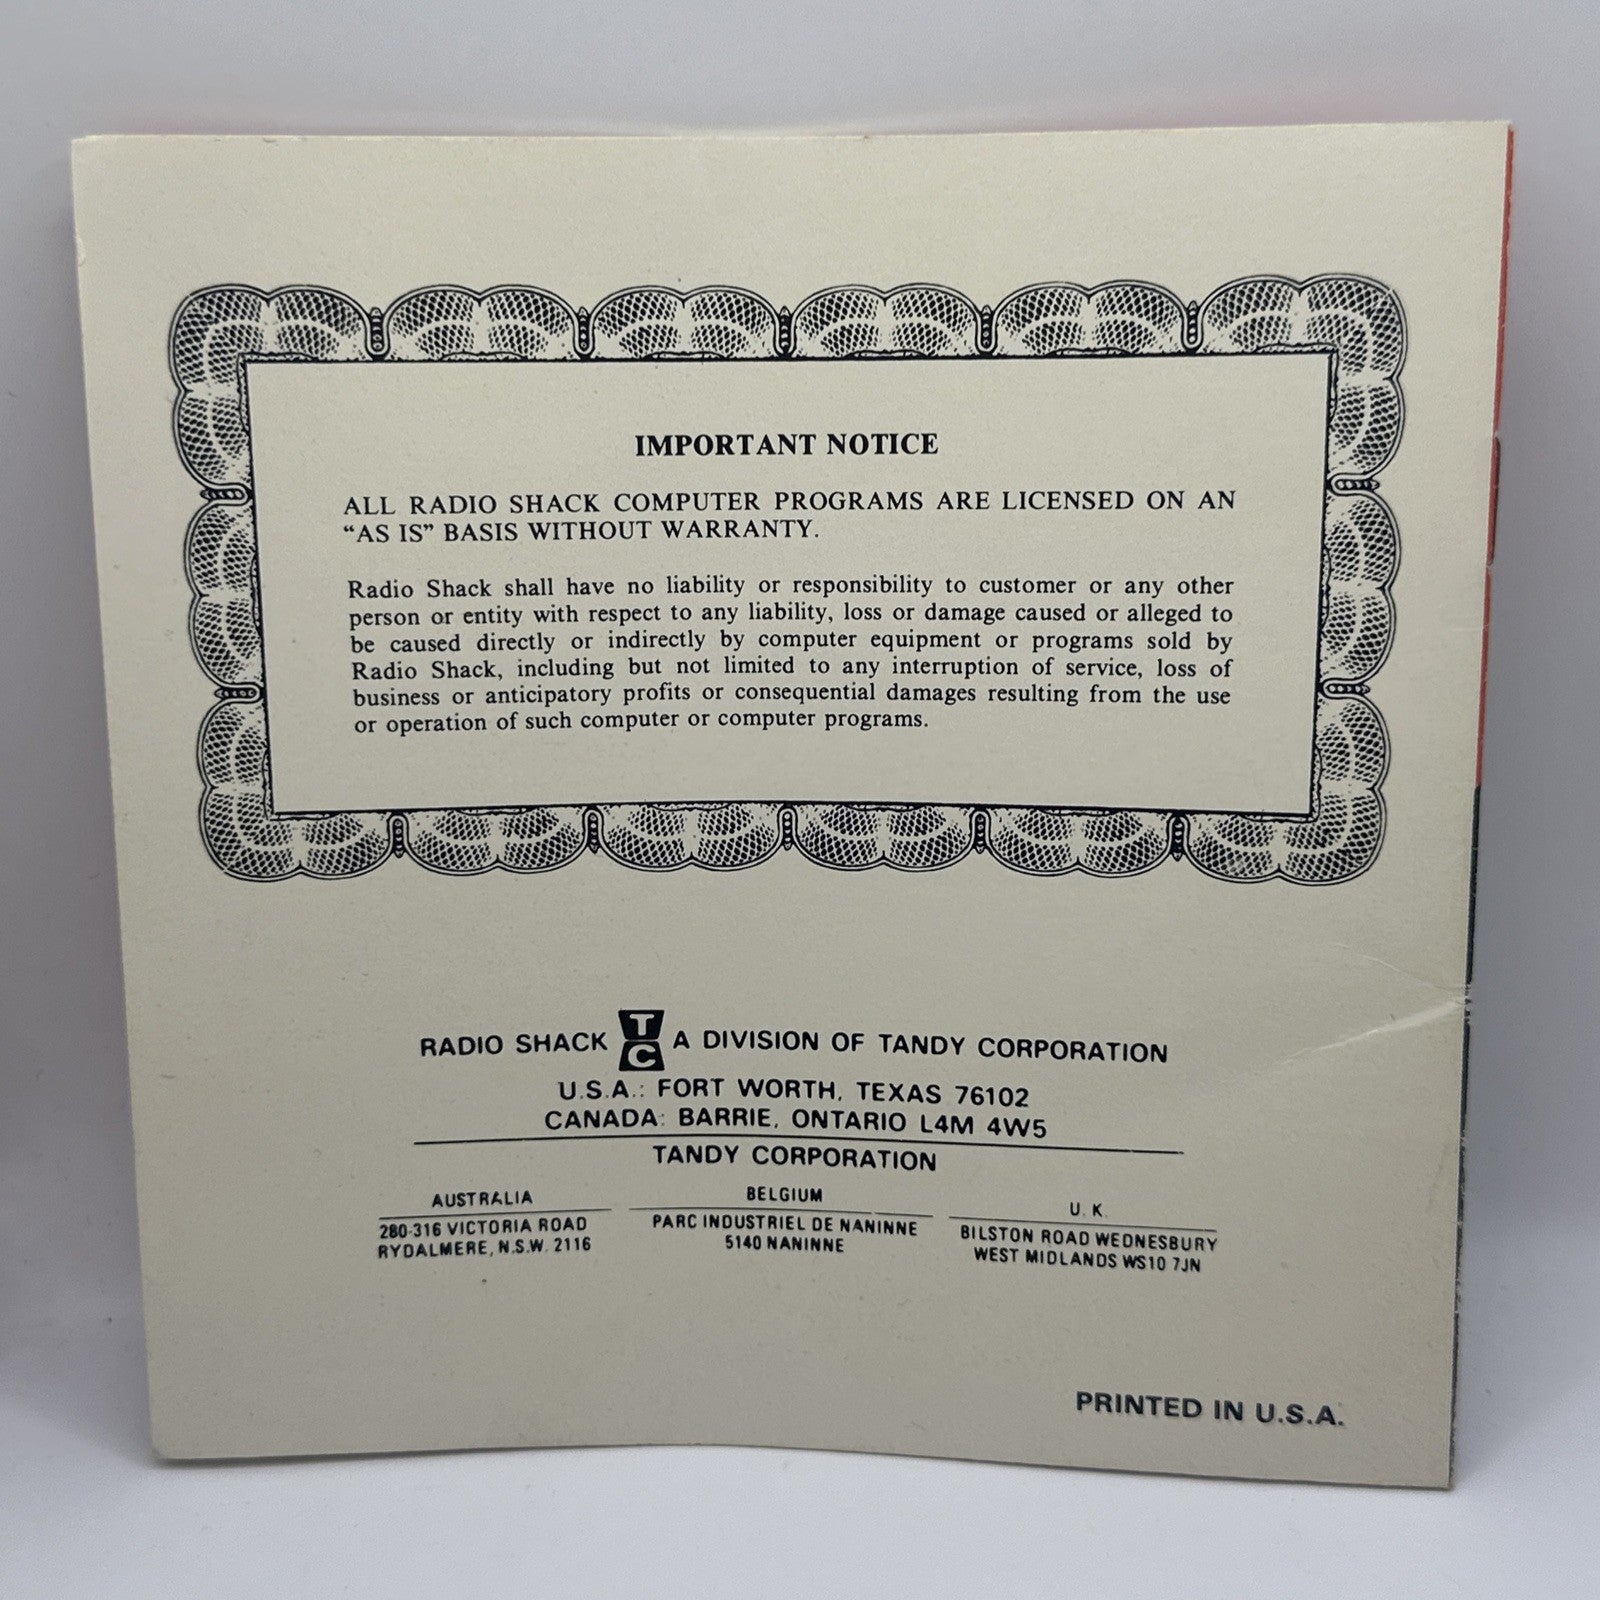 IMPORTANT NOTICE
ALL RADIO SHACK COMPUTER PROGRAMS ARE LICENSED ON AN
“AS IS” BASIS WITHOUT WARRANTY.
Radio Shack shall have no liability or responsibility to customer or any other
person or entity with respect to any liability, loss or damage caused or alleged to
be caused directly or indirectly by computer equipment or programs sold by
Radio Shack, including but not limited to any interruption of service, loss of
business or anticipatory profits or consequential damages resulting from the use
or operation of such computer or computer programs.
RADIO SHACK TC A DIVISION OF TANDY CORPORATION
U.S.A.: FORT WORTH, TEXAS 76102
CANADA: BARRIE, ONTARIO L4M 4W5
TANDY CORPORATION
AUSTRALIA
280-316 VICTORIA ROAD
RYDALMERE, N.S.W. 2116
BELGIUM
PARC INDUSTRIEL DE NANINNE
5140 NANINNE
U. K.
BILSTON ROAD WEDNESBURY
WEST MIDLANDS WS10 7JN
PRINTED IN U.S.A.